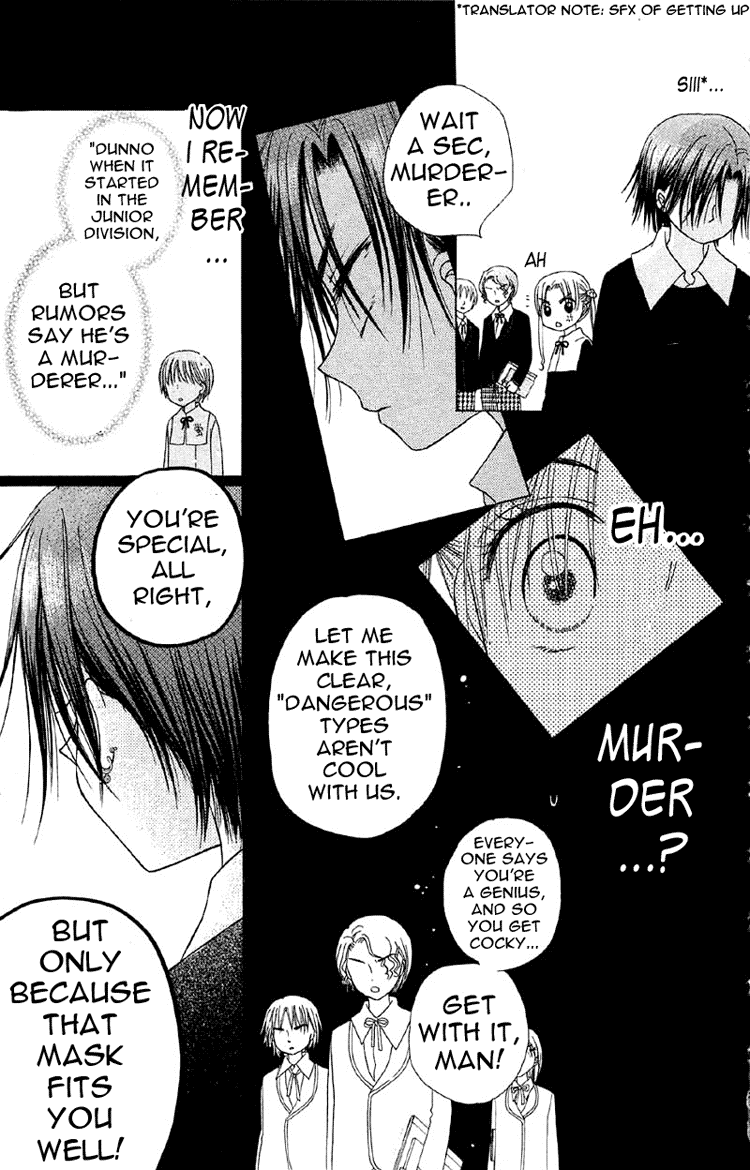 *TRANSLATOR NOTE: SFX OF GETTING UP
SIII*...
WAIT
A SEC,
MURDER-
ER..
AH
NOW
I RE-
MEM-
BER
...
"DUNNO
WHEN IT
STARTED
IN THE
JUNIOR
DIVISION,
BUT
RUMORS
SAY HE'S
A MUR-
DERER..."
EH...
MUR-
DER
...?
LET ME
MAKE THIS
CLEAR,
"DANGEROUS"
TYPES
AREN'T
COOL
WITH US.
EVERY-
ONE SAYS
YOU'RE
A GENIUS,
AND SO
YOU GET
COCKY...
GET
WITH IT,
MAN!
YOU'RE
SPECIAL,
ALL
RIGHT,
BUT
ONLY
BECAUSE
THAT
MASK
FITS
YOU
WELL!